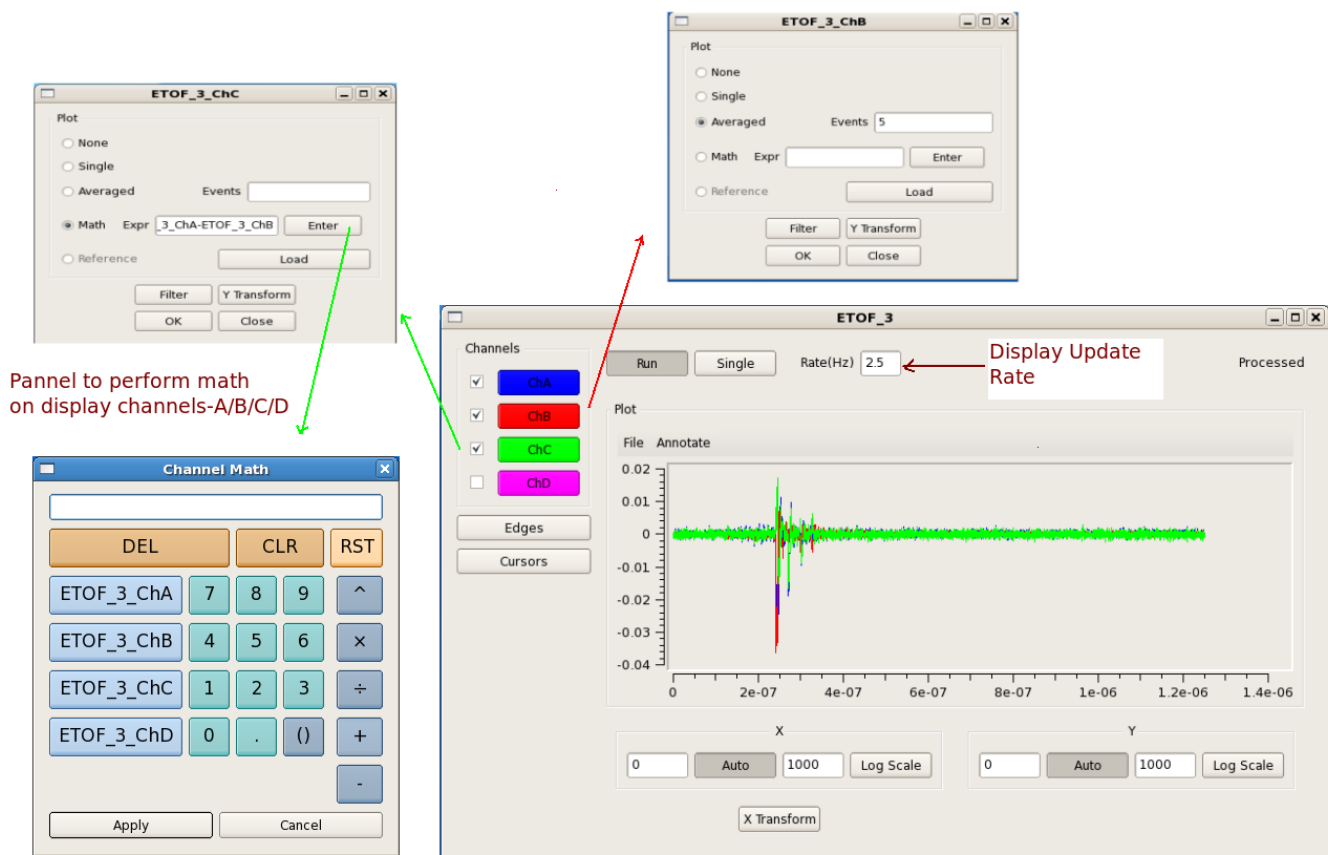 ETOF_3_ChB
Plot
None
Single
Averaged Events 5
Math Expr Enter
Reference Load
Filter Y Transform
OK Close
ETOF_3_ChC
Plot
None
Single
Averaged Events
Math Expr _3_ChA-ETOF_3_ChB Enter
Reference Load
Filter Y Transform
OK Close
Pannel to perform math
on display channels-A/B/C/D
Channel Math
DEL CLR RST
ETOF_3_ChA 7 8 9 ^
ETOF_3_ChB 4 5 6 ×
ETOF_3_ChC 1 2 3 ÷
ETOF_3_ChD 0 . () +
-
Apply Cancel
ETOF_3
Channels
ChA
ChB
ChC
ChD
Edges
Cursors
Run Single Rate(Hz) 2.5
Display Update
Rate
Processed
Plot
File Annotate
0.02
0.01
0
-0.01
-0.02
-0.03
-0.04
0 2e-07 4e-07 6e-07 8e-07 1e-06 1.2e-06 1.4e-06
X
0 Auto 1000 Log Scale
Y
0 Auto 1000 Log Scale
X Transform